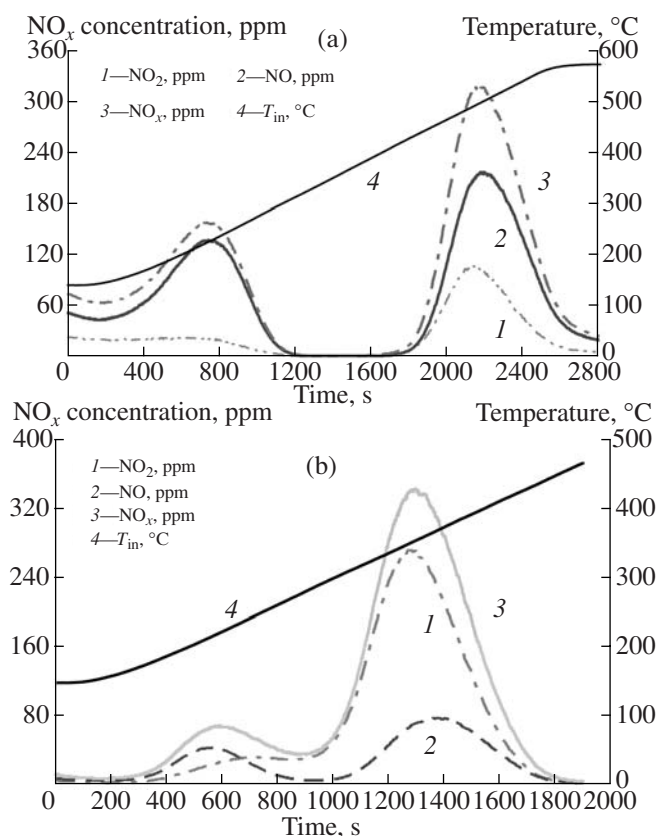 NOx concentration, ppm
Temperature, °C
(a)
1—NO2, ppm 2—NO, ppm
3—NOx, ppm 4—Tin, °C
360
300
240
180
120
60
600
500
400
300
200
100
0
4
3
2
1
0 400 800 1200 1600 2000 2400 2800
Time, s
NOx concentration, ppm
Temperature, °C
(b)
1—NO2, ppm
2—NO, ppm
3—NOx, ppm
4—Tin, °C
400
320
240
160
80
500
400
300
200
100
0
4
1
3
2
0 200 400 600 800 1000 1200 1400 1600 1800 2000
Time, s